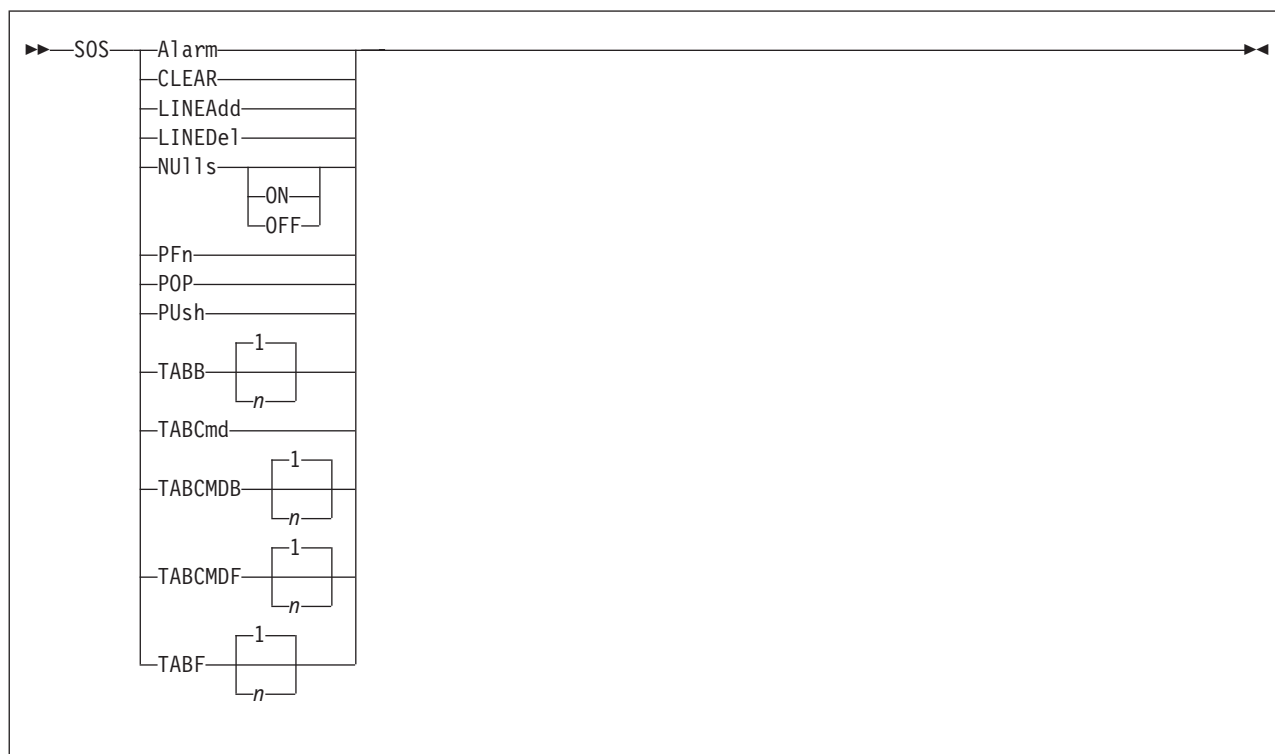 SOS Alarm
CLEAR
LINEAdd
LINEDel
NUlls
ON
OFF
PFn
POP
PUsh
1
TABB
n
TABCmd
1
TABCMDB
n
1
TABCMDF
n
1
TABF
n